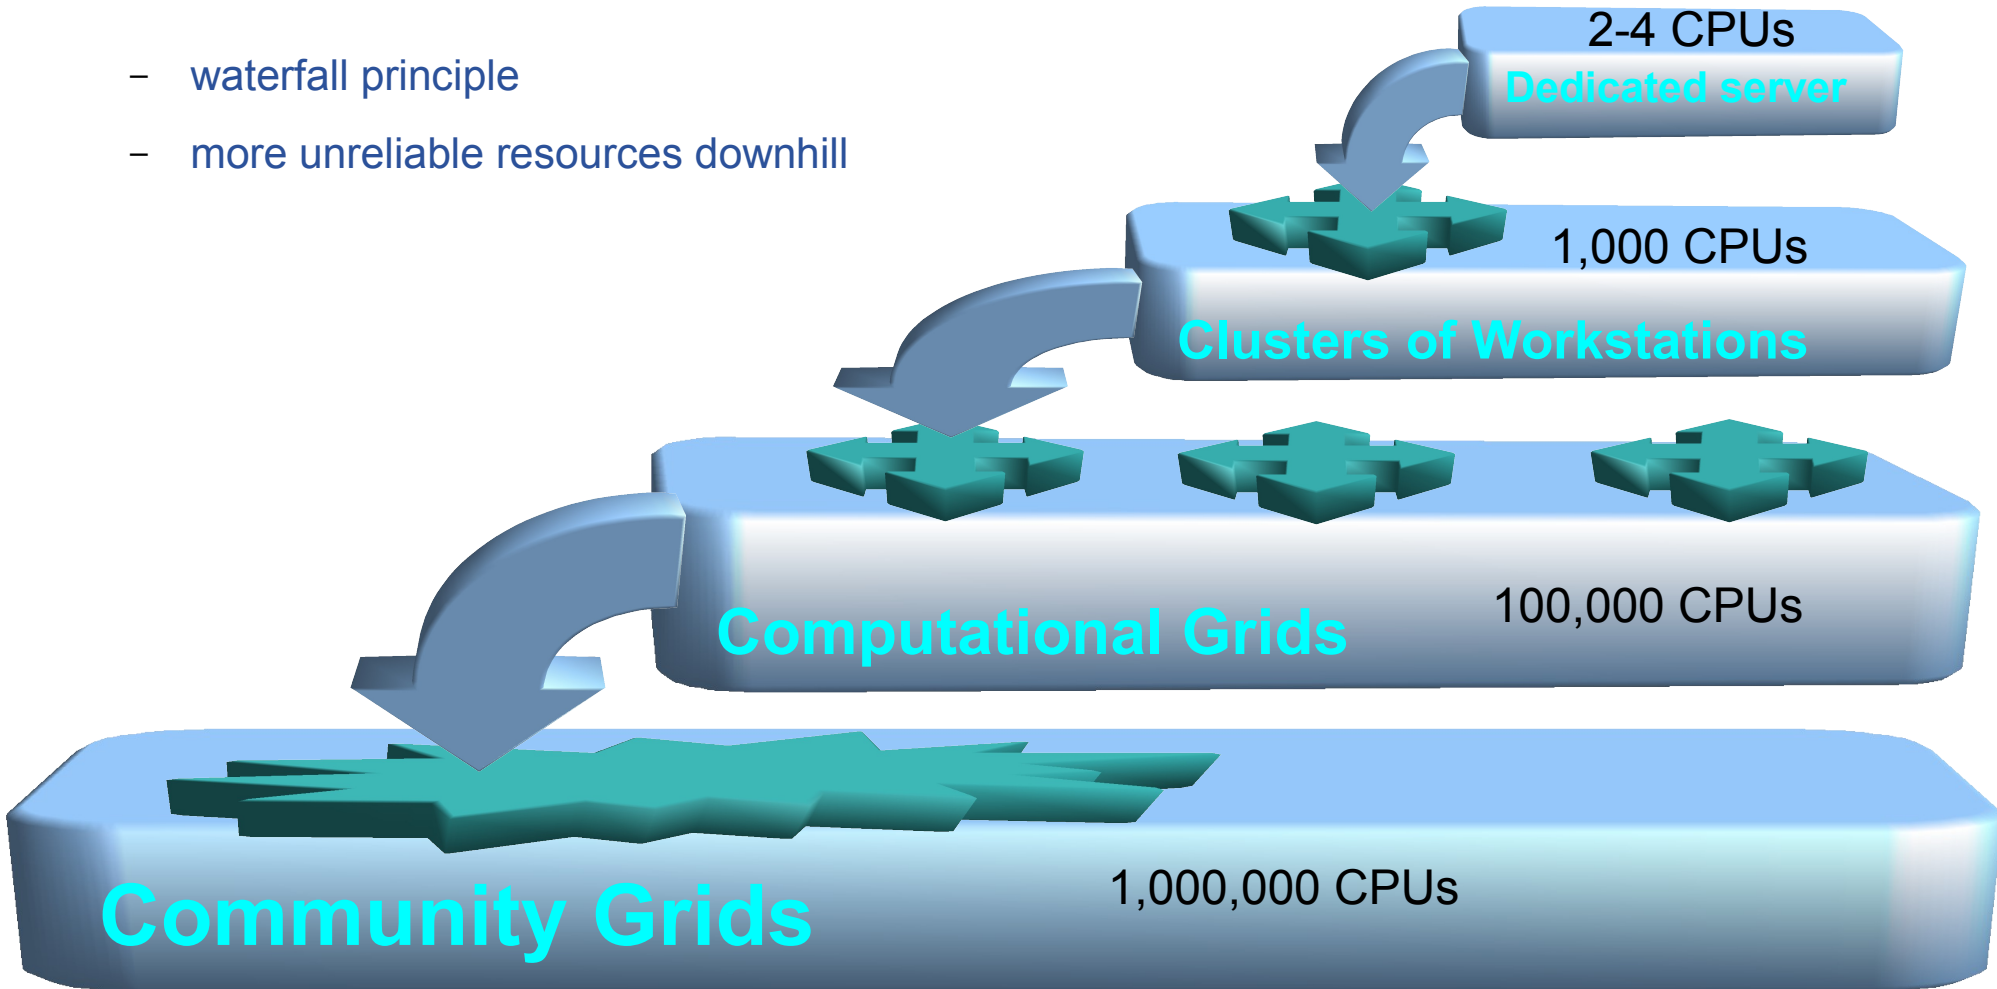 – waterfall principle
– more unreliable resources downhill
2-4 CPUs
Dedicated server
1,000 CPUs
Clusters of Workstations
100,000 CPUs
Computational Grids
1,000,000 CPUs
Community Grids